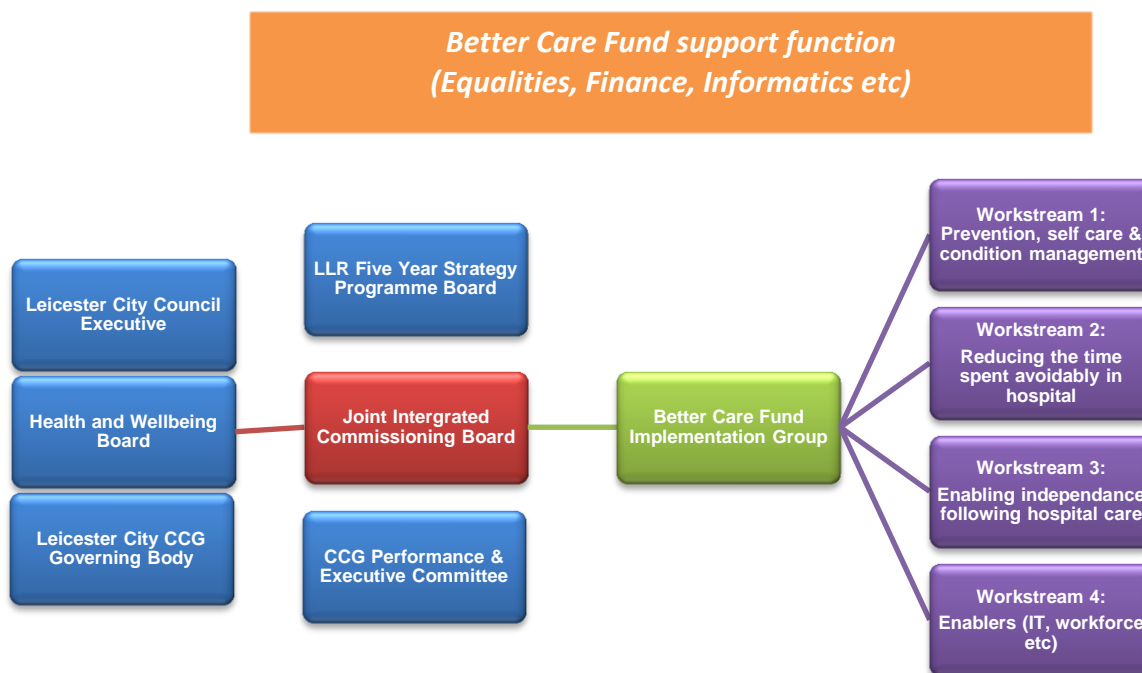 Better Care Fund support function
(Equalities, Finance, Informatics etc)
Leicester City Council
Executive
Health and Wellbeing
Board
Leicester City CCG
Governing Body
LLR Five Year Strategy
Programme Board
Joint Intergrated
Commissioning Board
CCG Performance &
Executive Committee
Better Care Fund
Implementation Group
Workstream 1:
Prevention, self care &
condition management
Workstream 2:
Reducing the time
spent avoidably in
hospital
Workstream 3:
Enabling independance
following hospital care
Workstream 4:
Enablers (IT, workforce
etc)